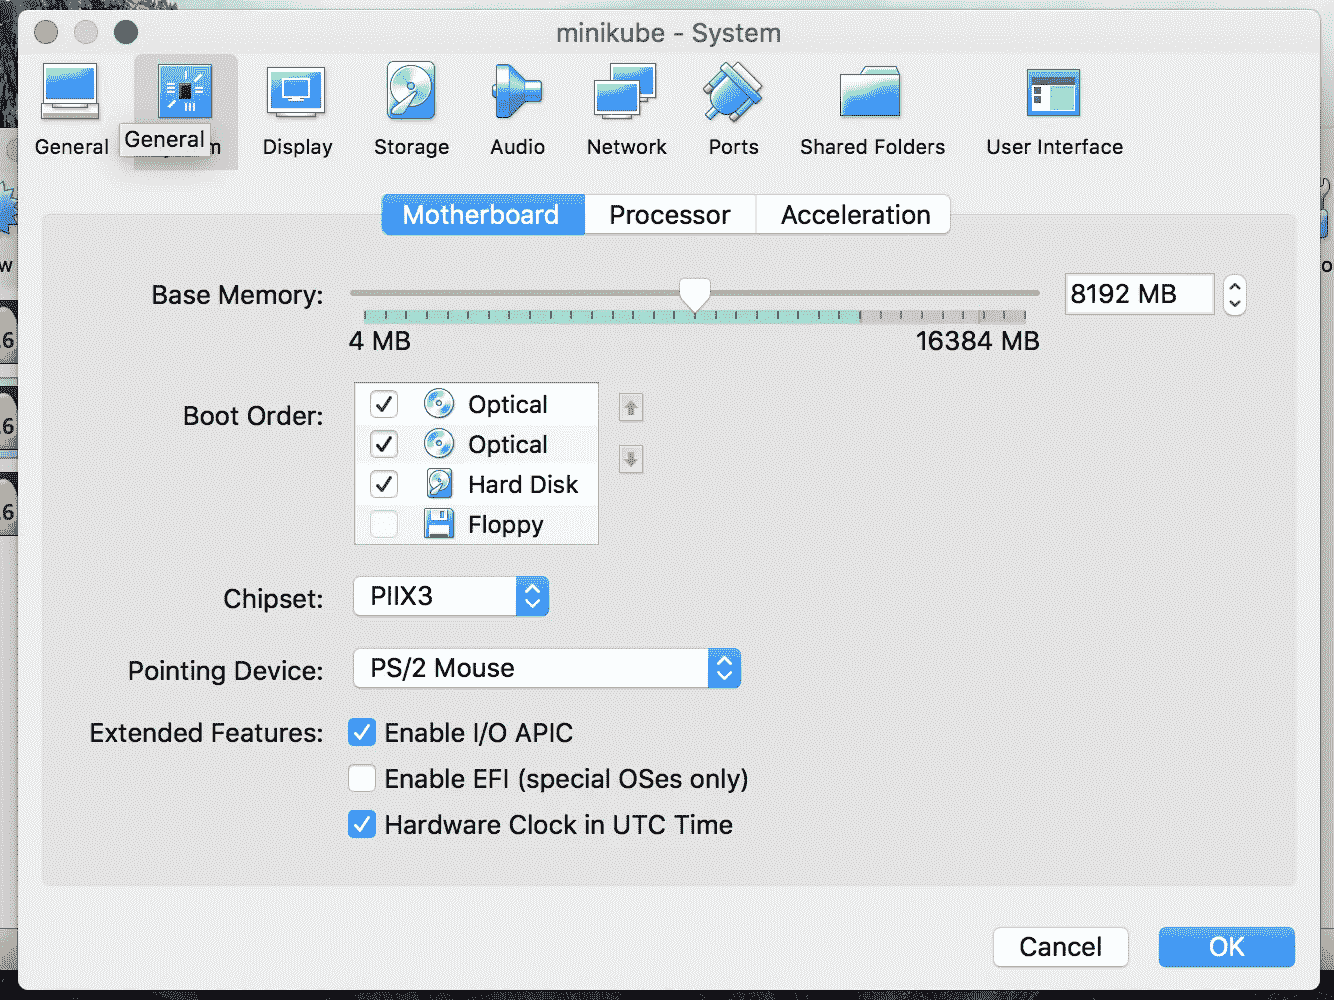 minikube - System
General
General
Display
Storage
Audio
Network
Ports
Shared Folders
User Interface
Motherboard
Processor
Acceleration
Base Memory:
8192 MB
4 MB
16384 MB
Boot Order:
Optical
Optical
Hard Disk
Floppy
Chipset:
PIIX3
Pointing Device:
PS/2 Mouse
Extended Features:
Enable I/O APIC
Enable EFI (special OSes only)
Hardware Clock in UTC Time
Cancel
OK